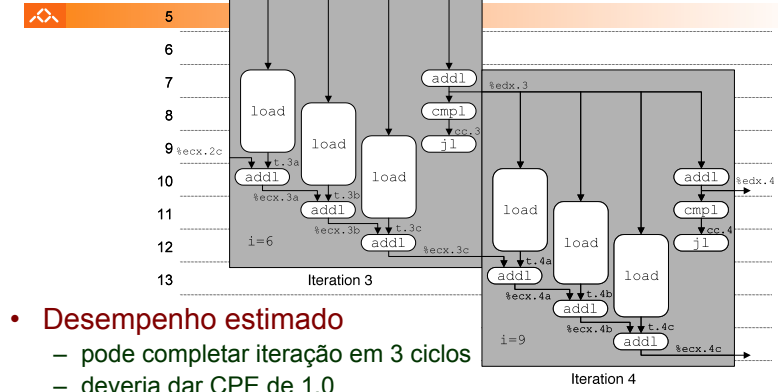 5
6
7
8
9
10
11
12
13
addl
%edx.3
load
cmpl
cc.3
load
jl
%ecx.2c
t.3a
load
addl
addl
%edx.4
%ecx.3a
t.3b
load
addl
cmpl
%ecx.3b
t.3c
load
cc.4
i=6
addl
jl
%ecx.3c
t.4a
load
Iteration 3
addl
%ecx.4a
t.4b
addl
%ecx.4b
t.4c
i=9
addl
%ecx.4c
Iteration 4
• Desempenho estimado
– pode completar iteração em 3 ciclos
– deveria dar CPE de 1.0